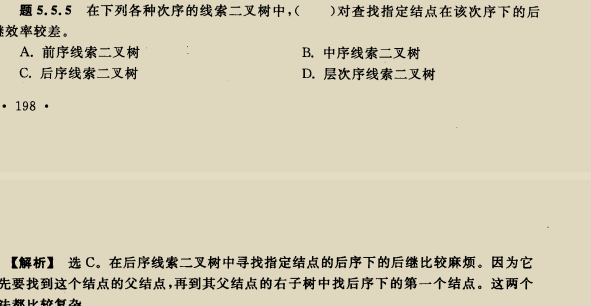 题 5.5.5 在下列各种次序的线索二叉树中,( )对查找指定结点在该次序下的后
继效率较差。
A. 前序线索二叉树 B. 中序线索二叉树
C. 后序线索二叉树 D. 层次序线索二叉树
• 198 •
【解析】 选 C。在后序线索二叉树中寻找指定结点的后序下的后继比较麻烦。因为它
先要找到这个结点的父结点,再到其父结点的右子树中找后序下的第一个结点。这两个
法都比较复杂